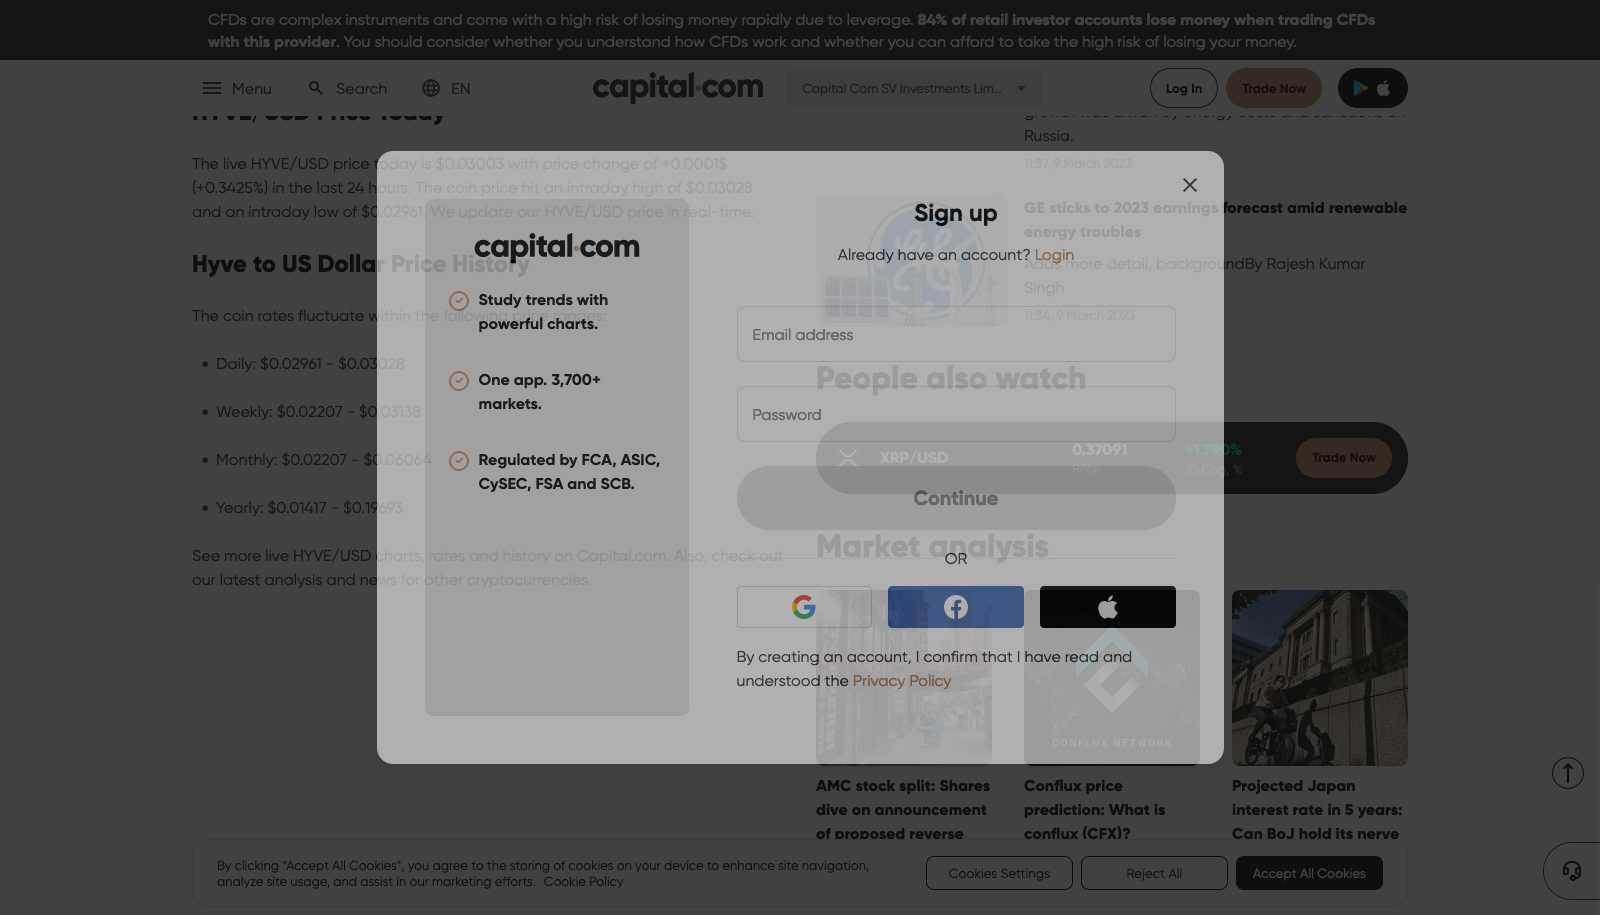 CFDs are complex instruments and come with a high risk of losing money rapidly due to leverage. 84% of retail investor accounts lose money when trading CFDs
with this provider. You should consider whether you understand how CFDs work and whether you can afford to take the high risk of losing your money.
Menu
Search
EN
capital.com
Capital Com SV Investments Lim...
Log In
Trade Now
HYVE/USD Price Today
The live HYVE/USD price today is $0.03003 with price change of +0.0001$
(+0.3425%) in the last 24 hours. The coin price hit an intraday high of $0.03028
and an intraday low of $0.02961. We update our HYVE/USD price in real-time.
Hyve to US Dollar Price History
The coin rates fluctuate within the following price ranges:
Daily: $0.02961 - $0.03028
Weekly: $0.02207 - $0.03138
Monthly: $0.02207 - $0.06064
Yearly: $0.01417 - $0.19693
See more live HYVE/USD charts, rates and history on Capital.com. Also, check out
our latest analysis and news for other cryptocurrencies.
growth was driven by energy costs and sanctions on
Russia.
11:37, 9 March 2023
GE sticks to 2023 earnings forecast amid renewable
energy troubles
Adds more detail, backgroundBy Rajesh Kumar
Singh
11:34, 9 March 2023
People also watch
XRP/USD
0.37091
Price
+1.790%
1D Chg, %
Trade Now
Market analysis
CONFLUX NETWORK
AMC stock split: Shares
dive on announcement
of proposed reverse
Conflux price
prediction: What is
conflux (CFX)?
Projected Japan
interest rate in 5 years:
Can BoJ hold its nerve
capital.com
Study trends with
powerful charts.
One app. 3,700+
markets.
Regulated by FCA, ASIC,
CySEC, FSA and SCB.
Sign up
Already have an account? Login
Email address
Password
Continue
OR
By creating an account, I confirm that I have read and
understood the Privacy Policy
By clicking “Accept All Cookies”, you agree to the storing of cookies on your device to enhance site navigation,
analyze site usage, and assist in our marketing efforts. Cookie Policy
Cookies Settings
Reject All
Accept All Cookies